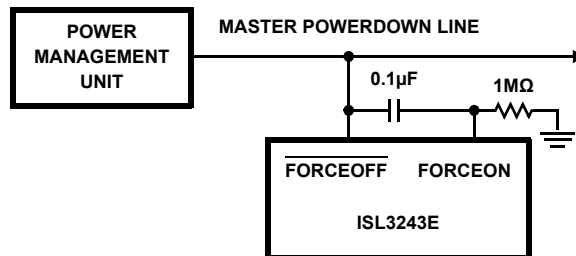 POWER
MANAGEMENT
UNIT
MASTER POWERDOWN LINE
0.1μF
1MΩ
FORCEOFF FORCEON
ISL3243E